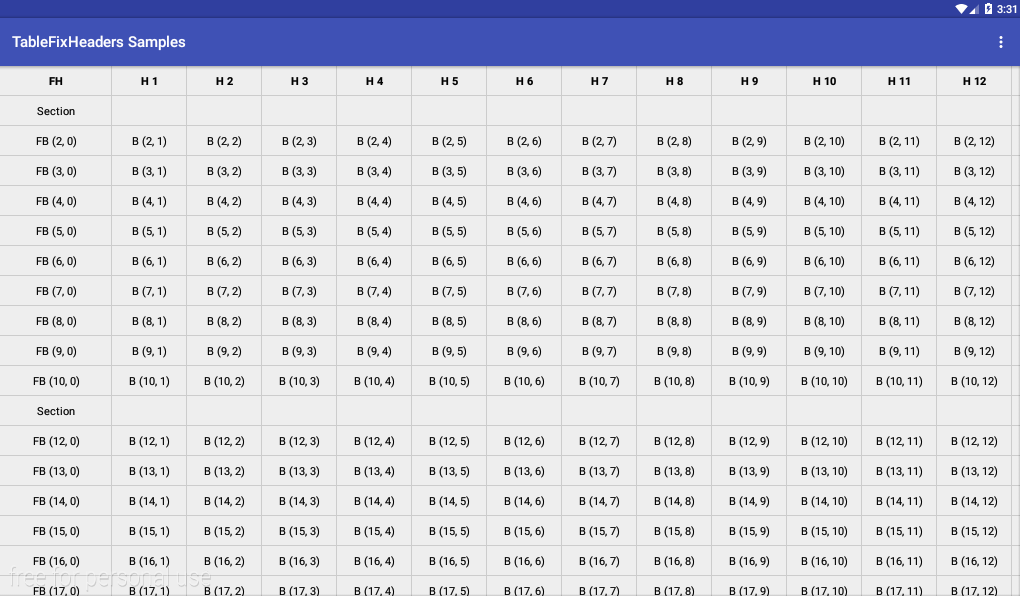 3:31
TableFixHeaders Samples
FH H 1 H 2 H 3 H 4 H 5 H 6 H 7 H 8 H 9 H 10 H 11 H 12
Section
FB (2, 0) B (2, 1) B (2, 2) B (2, 3) B (2, 4) B (2, 5) B (2, 6) B (2, 7) B (2, 8) B (2, 9) B (2, 10) B (2, 11) B (2, 12)
FB (3, 0) B (3, 1) B (3, 2) B (3, 3) B (3, 4) B (3, 5) B (3, 6) B (3, 7) B (3, 8) B (3, 9) B (3, 10) B (3, 11) B (3, 12)
FB (4, 0) B (4, 1) B (4, 2) B (4, 3) B (4, 4) B (4, 5) B (4, 6) B (4, 7) B (4, 8) B (4, 9) B (4, 10) B (4, 11) B (4, 12)
FB (5, 0) B (5, 1) B (5, 2) B (5, 3) B (5, 4) B (5, 5) B (5, 6) B (5, 7) B (5, 8) B (5, 9) B (5, 10) B (5, 11) B (5, 12)
FB (6, 0) B (6, 1) B (6, 2) B (6, 3) B (6, 4) B (6, 5) B (6, 6) B (6, 7) B (6, 8) B (6, 9) B (6, 10) B (6, 11) B (6, 12)
FB (7, 0) B (7, 1) B (7, 2) B (7, 3) B (7, 4) B (7, 5) B (7, 6) B (7, 7) B (7, 8) B (7, 9) B (7, 10) B (7, 11) B (7, 12)
FB (8, 0) B (8, 1) B (8, 2) B (8, 3) B (8, 4) B (8, 5) B (8, 6) B (8, 7) B (8, 8) B (8, 9) B (8, 10) B (8, 11) B (8, 12)
FB (9, 0) B (9, 1) B (9, 2) B (9, 3) B (9, 4) B (9, 5) B (9, 6) B (9, 7) B (9, 8) B (9, 9) B (9, 10) B (9, 11) B (9, 12)
FB (10, 0) B (10, 1) B (10, 2) B (10, 3) B (10, 4) B (10, 5) B (10, 6) B (10, 7) B (10, 8) B (10, 9) B (10, 10) B (10, 11) B (10, 12)
Section
FB (12, 0) B (12, 1) B (12, 2) B (12, 3) B (12, 4) B (12, 5) B (12, 6) B (12, 7) B (12, 8) B (12, 9) B (12, 10) B (12, 11) B (12, 12)
FB (13, 0) B (13, 1) B (13, 2) B (13, 3) B (13, 4) B (13, 5) B (13, 6) B (13, 7) B (13, 8) B (13, 9) B (13, 10) B (13, 11) B (13, 12)
FB (14, 0) B (14, 1) B (14, 2) B (14, 3) B (14, 4) B (14, 5) B (14, 6) B (14, 7) B (14, 8) B (14, 9) B (14, 10) B (14, 11) B (14, 12)
FB (15, 0) B (15, 1) B (15, 2) B (15, 3) B (15, 4) B (15, 5) B (15, 6) B (15, 7) B (15, 8) B (15, 9) B (15, 10) B (15, 11) B (15, 12)
FB (16, 0) B (16, 1) B (16, 2) B (16, 3) B (16, 4) B (16, 5) B (16, 6) B (16, 7) B (16, 8) B (16, 9) B (16, 10) B (16, 11) B (16, 12)
free for personal use
FB (17, 0) B (17, 1) B (17, 2) B (17, 3) B (17, 4) B (17, 5) B (17, 6) B (17, 7) B (17, 8) B (17, 9) B (17, 10) B (17, 11) B (17, 12)